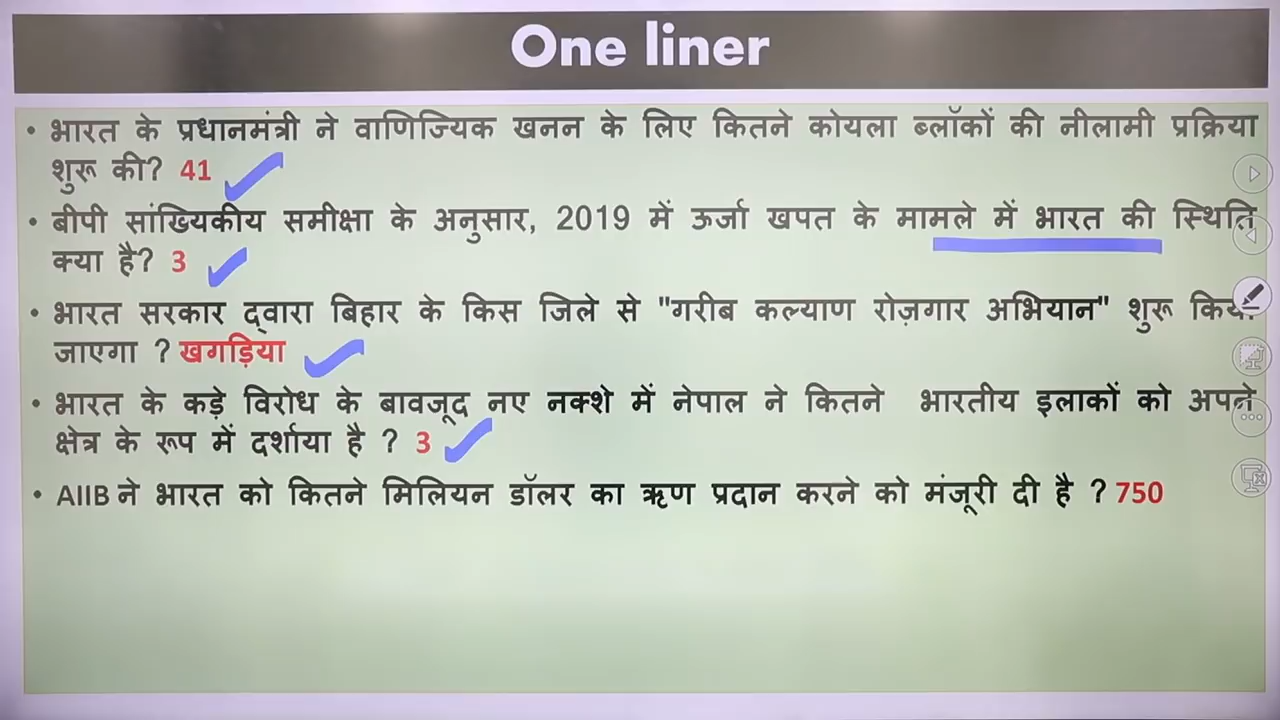 One liner
• भारत के प्रधानमंत्री ने वाणिज्यिक खनन के लिए कितने कोयला ब्लॉकों की नीलामी प्रक्रिया
शुरू की? 41
• बीपी सांख्यिकीय समीक्षा के अनुसार, 2019 में ऊर्जा खपत के मामले में भारत की स्थिति
क्या है? 3
• भारत सरकार द्वारा बिहार के किस जिले से "गरीब कल्याण रोज़गार अभियान" शुरू किया
जाएगा ? खगड़िया
• भारत के कड़े विरोध के बावजूद नए नक्शे में नेपाल ने कितने भारतीय इलाकों को अपने
क्षेत्र के रूप में दर्शाया है ? 3
• AIIB ने भारत को कितने मिलियन डॉलर का ऋण प्रदान करने को मंजूरी दी है ? 750